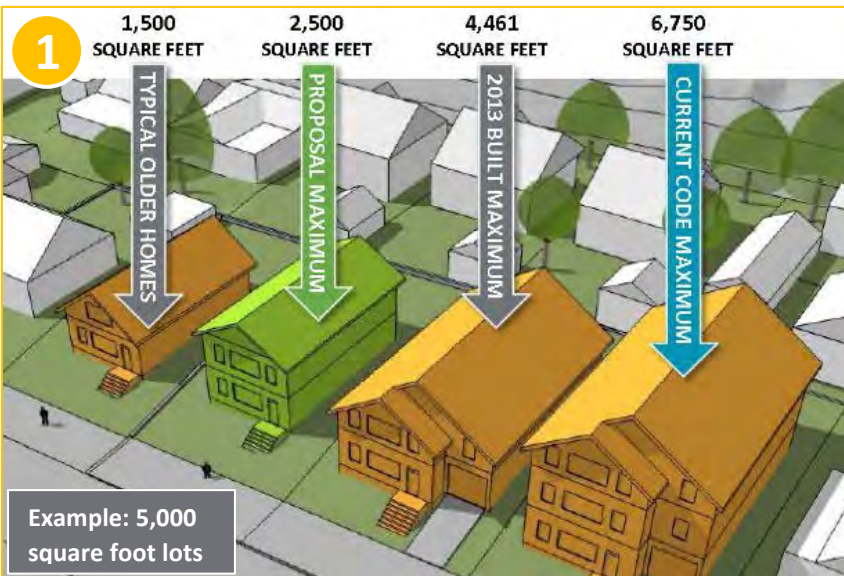 1
1,500
SQUARE FEET
2,500
SQUARE FEET
4,461
SQUARE FEET
6,750
SQUARE FEET
TYPICAL OLDER HOMES
PROPOSAL MAXIMUM
2013 BUILT MAXIMUM
CURRENT CODE MAXIMUM
Example: 5,000
square foot lots